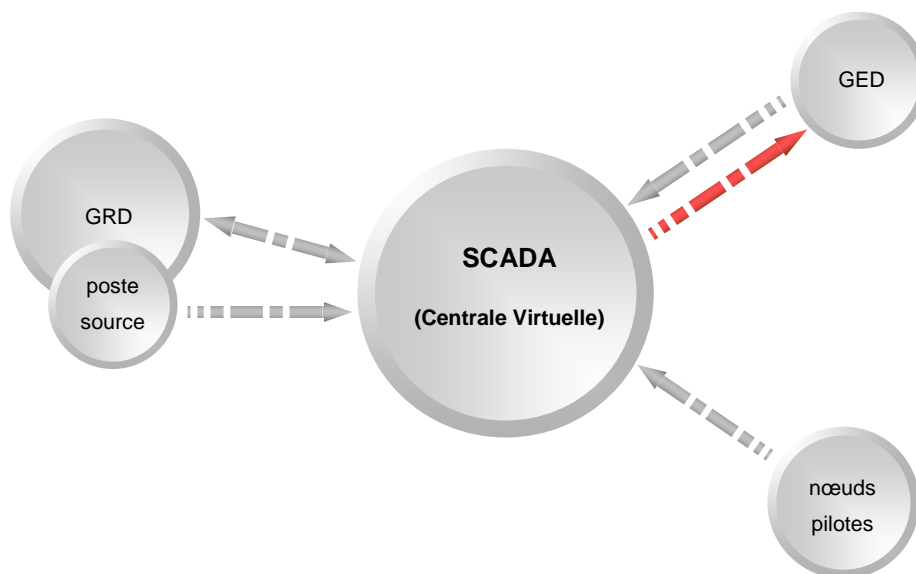 GED
GRD
poste
source
SCADA
(Centrale Virtuelle)
nœuds
pilotes